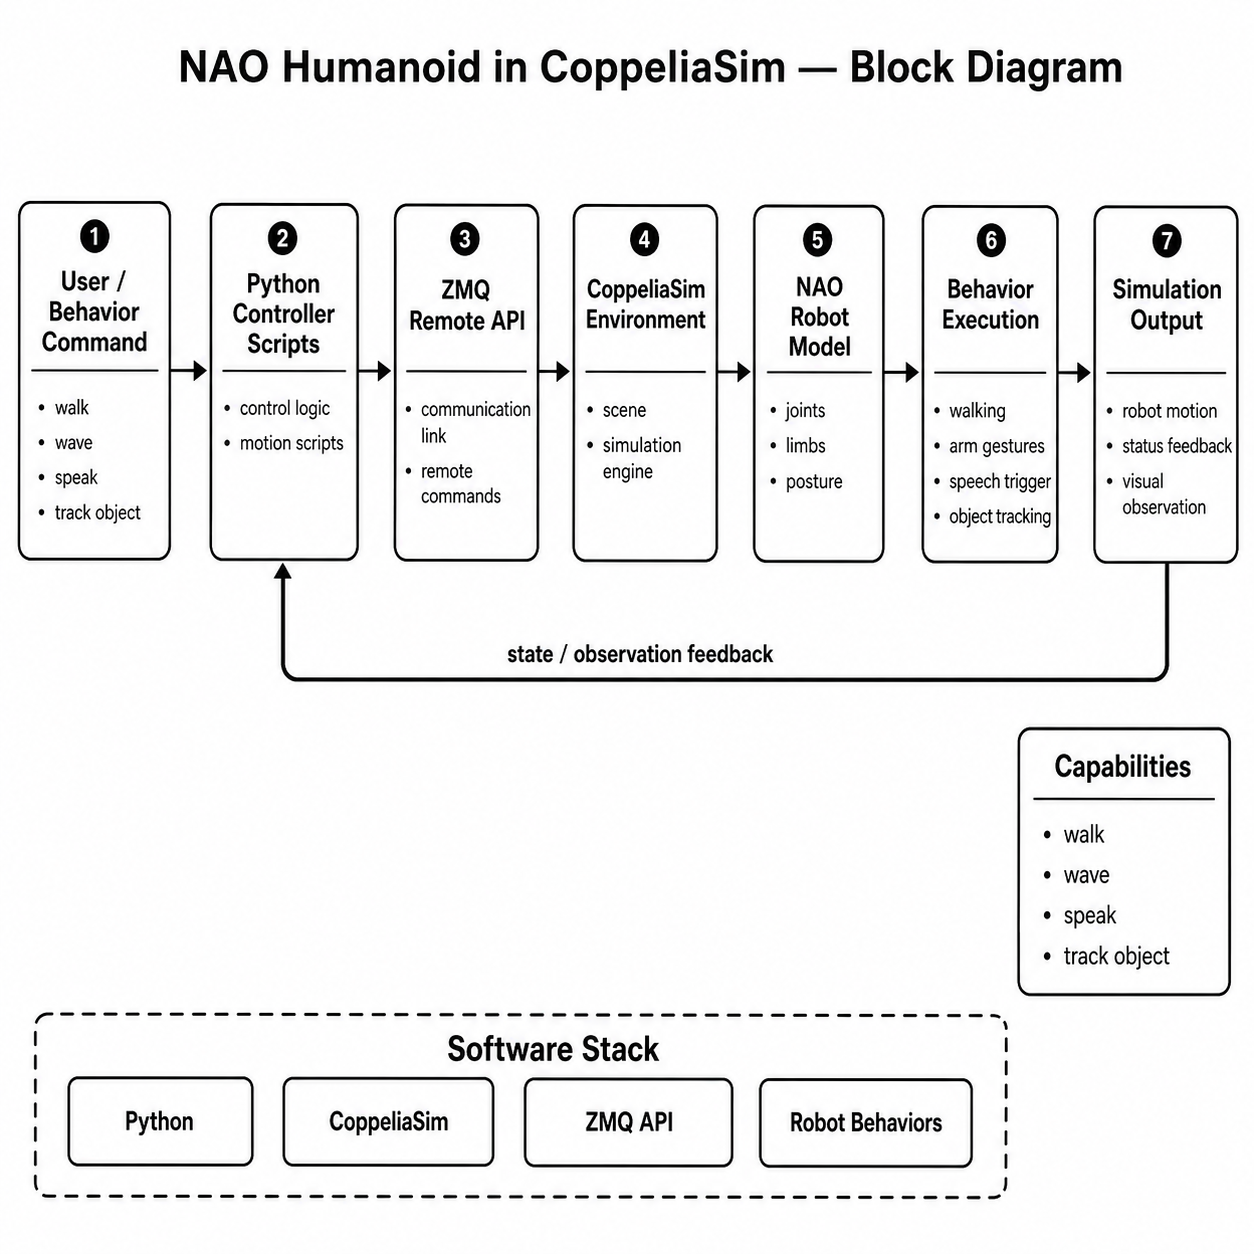 NAO Humanoid in CoppeliaSim — Block Diagram
1
User /
Behavior
Command
• walk
• wave
• speak
• track object
2
Python
Controller
Scripts
• control logic
• motion scripts
3
ZMQ
Remote API
• communication
link
• remote
commands
4
CoppeliaSim
Environment
• scene
• simulation
engine
5
NAO
Robot
Model
• joints
• limbs
• posture
6
Behavior
Execution
• walking
• arm gestures
• speech trigger
• object tracking
7
Simulation
Output
• robot motion
• status feedback
• visual
observation
state / observation feedback
Capabilities
• walk
• wave
• speak
• track object
Software Stack
Python
CoppeliaSim
ZMQ API
Robot Behaviors